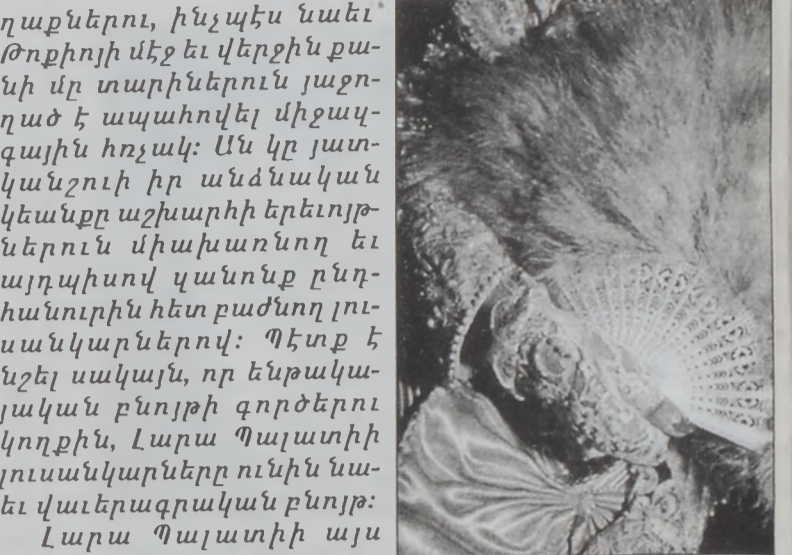 ղաքներու, ինչպէս նաեւ
Թոքիոյի մէջ եւ վերջին քա-
նի մը տարիներուն յաջո-
ղած է ապահովել միջազ-
գային հռչակ։ Ան կը յատ-
կանշուի իր անձնական
կեանքը աշխարհի երեւոյթ-
ներուն միախառնող եւ
այդպիսով զանոնք ընդ-
հանուրին հետ բաժնող լու-
սանկարներով։ Պէտք է
նշել սակայն, որ ենթակա-
յական բնոյթի գործերու
կողքին, Լարա Պալատիի
լուսանկարները ունին նա-
եւ վաւերագրական բնոյթ։
Լարա Պալատիի այս